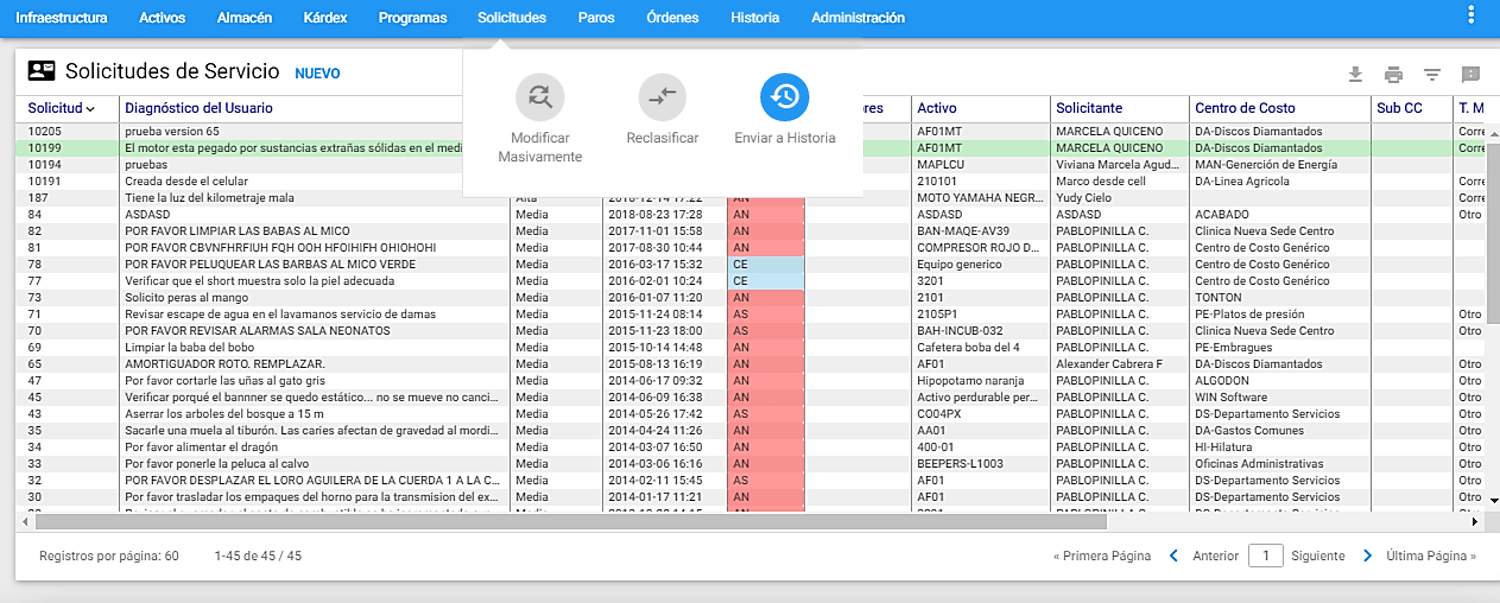 Infraestructura Activos Almacén Kárdex Programas Solicitudes Paros Órdenes Historia Administración
Solicitudes de Servicio NUEVO
Modificar Masivamente Reclasificar Enviar a Historia
Solicitud Diagnóstico del Usuario Activo Solicitante Centro de Costo Sub CC T. M
10205 prueba version 65 AF01MT MARCELA QUICENO DA-Discos Diamantados Corre
10199 El motor esta pegado por sustancias extrañas sólidas en el medi AF01MT MARCELA QUICENO DA-Discos Diamantados Corre
10194 pruebas MAPLCU Viviana Marcela Agud... MAN-Generción de Energía
10191 Creada desde el celular 210101 Marco desde cell DA-Linea Agricola Corre
187 Tiene la luz del kilometraje mala Alta 2018-12-14 17:22 AN MOTO YAMAHA NEGR... Yudy Cielo Corre
84 ASDASD Media 2018-08-23 17:28 AN ASDASD ASDASD ACABADO Otro
82 POR FAVOR LIMPIAR LAS BABAS AL MICO Media 2017-11-01 15:58 AN BAN-MAQE-AV39 PABLOPINILLA C. Clinica Nueva Sede Centro
81 POR FAVOR CBVNFHRFIUH FQH OOH HFOIHIFH OHIOHOHI Media 2017-08-30 10:44 AN COMPRESOR ROJO D... PABLOPINILLA C. Centro de Costo Genérico
78 POR FAVOR PELUQUEAR LAS BARBAS AL MICO VERDE Media 2016-03-17 15:32 CE Equipo generico PABLOPINILLA C. Centro de Costo Genérico
77 Verificar que el short muestra solo la piel adecuada Media 2016-02-01 10:24 CE 3201 PABLOPINILLA C. Centro de Costo Genérico
73 Solicito peras al mango Media 2016-01-07 11:20 AN 2101 PABLOPINILLA C. TONTON
71 Revisar escape de agua en el lavamanos servicio de damas Media 2015-11-24 08:14 AS 2105P1 PABLOPINILLA C. PE-Platos de presión Otro
70 POR FAVOR REVISAR ALARMAS SALA NEONATOS Media 2015-11-23 18:00 AS BAH-INCUB-032 PABLOPINILLA C. Clinica Nueva Sede Centro Otro
69 Limpiar la baba del bobo Media 2015-10-14 14:48 AN Cafetera boba del 4 PABLOPINILLA C. PE-Embragues
65 AMORTIGUADOR ROTO. REMPLAZAR. Media 2015-08-13 16:19 AN AF01 Alexander Cabrera F DA-Discos Diamantados Otro
47 Por favor cortarle las uñas al gato gris Media 2014-06-17 09:32 AN Hipopotamo naranja PABLOPINILLA C. ALGODON Otro
45 Verificar porqué el bannner se quedo estático... no se mueve no canci... Media 2014-06-09 16:38 AN Activo perdurable per... PABLOPINILLA C. WIN Software Otro
43 Aserrar los arboles del bosque a 15 m Media 2014-05-26 17:42 AS CO04PX PABLOPINILLA C. DS-Departamento Servicios Otro
35 Sacarle una muela al tiburón. Las caries afectan de gravedad al mordi... Media 2014-04-24 11:26 AN AA01 PABLOPINILLA C. DA-Gastos Comunes Otro
34 Por favor alimentar el dragón Media 2014-03-07 16:50 AN 400-01 PABLOPINILLA C. HI-Hilatura Otro
33 Por favor ponerle la peluca al calvo Media 2014-03-06 16:16 AN BEEPERS-L1003 PABLOPINILLA C. Oficinas Administrativas Otro
32 POR FAVOR DESPLAZAR EL LORO AGUILERA DE LA CUERDA 1 A LA C... Media 2014-02-11 15:45 AS AF01 PABLOPINILLA C. DS-Departamento Servicios Otro
30 Por favor trasladar los empaques del horno para la transmision del ex... Media 2014-01-17 11:21 AN AF01 PABLOPINILLA C. DS-Departamento Servicios Otro
Registros por página: 60 1-45 de 45 / 45 « Primera Página Anterior 1 Siguiente Última Página »